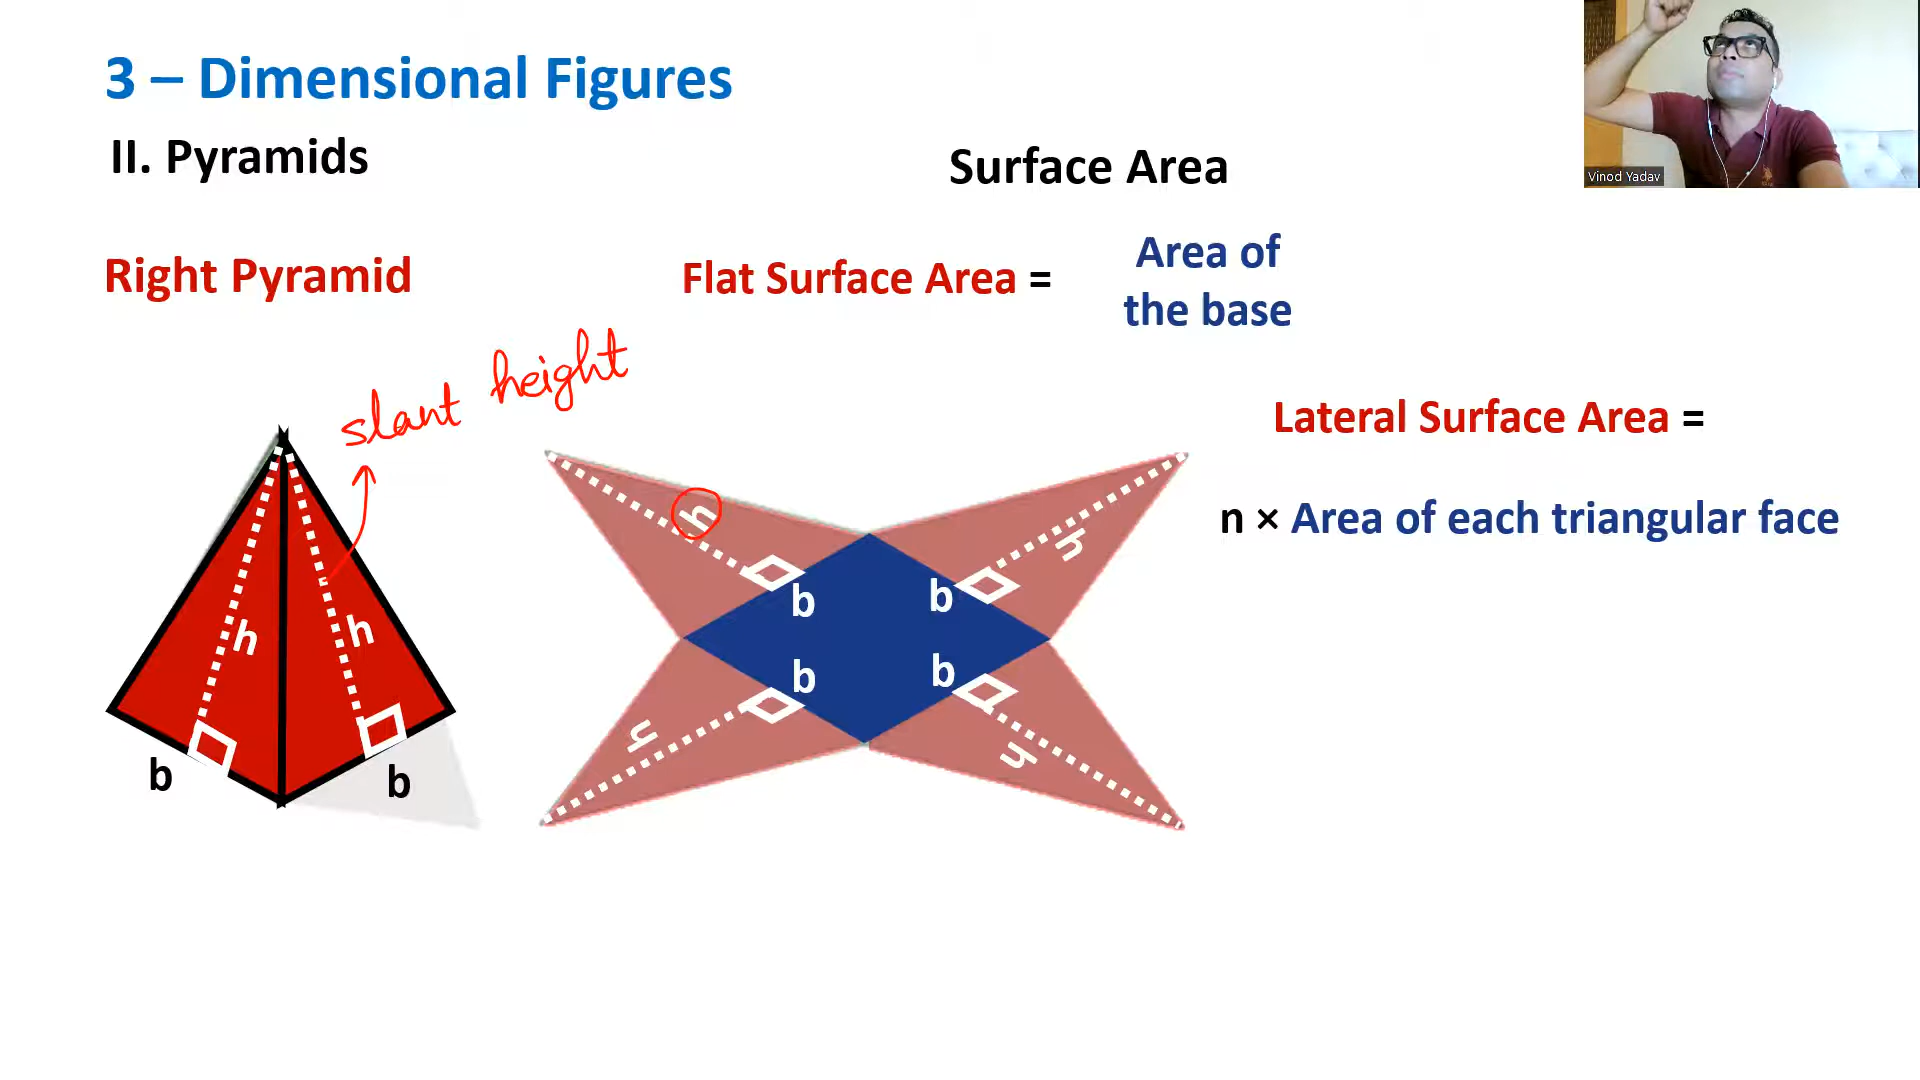 3 – Dimensional Figures
II. Pyramids
Surface Area
Vinod Yadav
Right Pyramid
Flat Surface Area =
Area of
the base
slant height
Lateral Surface Area =
n × Area of each triangular face
h
h
b
b
h
h
b
b
b
b
h
h